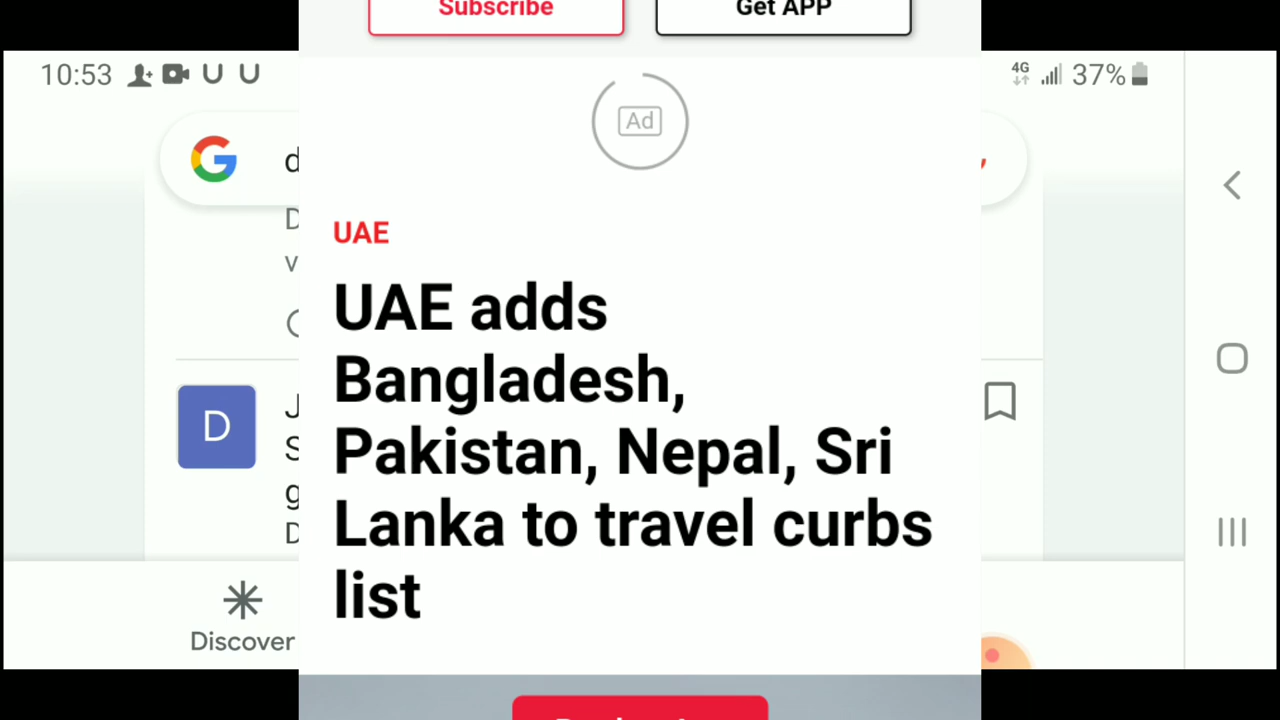 Subscribe
Get APP
10:53
4G
37%
Ad
G
d
D
v
UAE
UAE adds
Bangladesh,
Pakistan, Nepal, Sri
Lanka to travel curbs
list
D
J
S
g
D
Discover